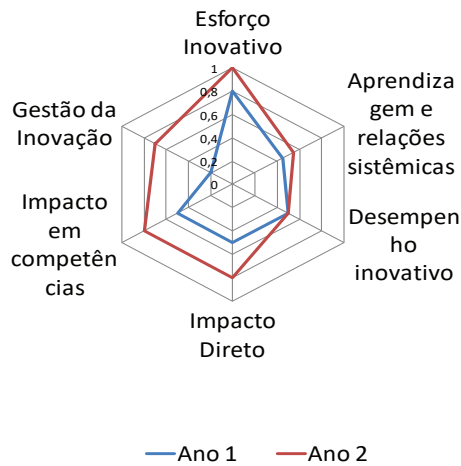 Esforço
Inovativo
1
0,8
0,6
0,4
0,2
0
Aprendiza
gem e
relações
sistêmicas
Desempen
ho
inovativo
Impacto
Direto
Impacto
em
competên
cias
Gestão da
Inovação
Ano 1
Ano 2